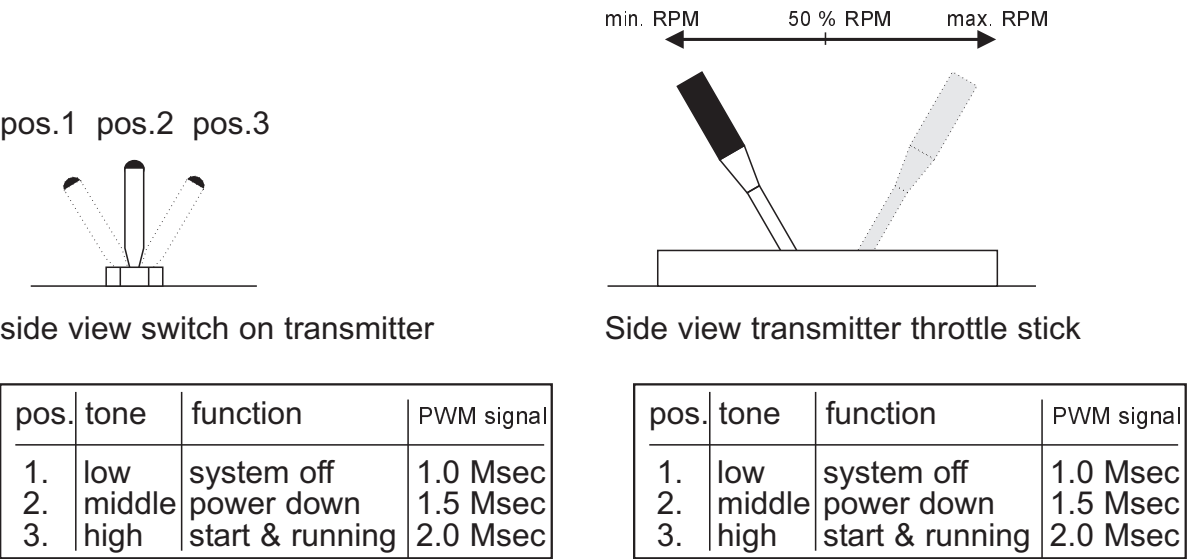 min. RPM 50 % RPM max. RPM
pos.1 pos.2 pos.3
side view switch on transmitter
Side view transmitter throttle stick
pos. tone function PWM signal
1. low system off 1.0 Msec
2. middle power down 1.5 Msec
3. high start & running 2.0 Msec
pos. tone function PWM signal
1. low system off 1.0 Msec
2. middle power down 1.5 Msec
3. high start & running 2.0 Msec